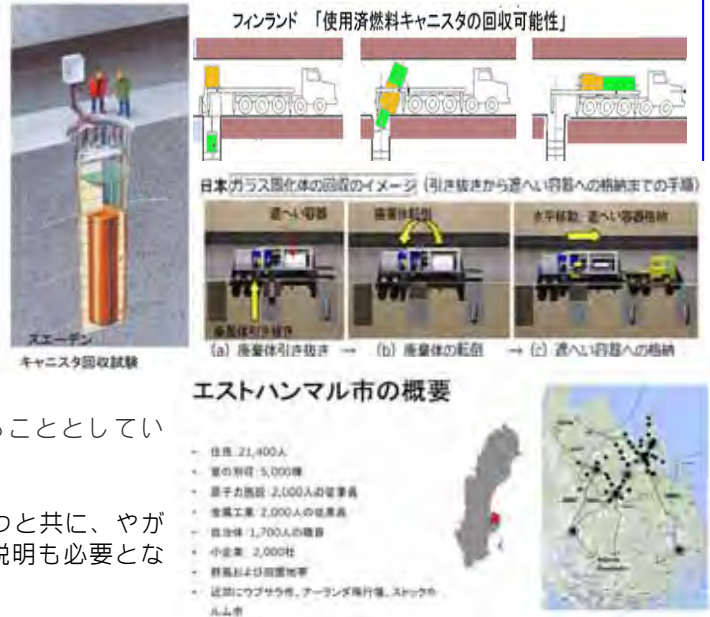 フィンランド 「使用済燃料キャニスタの回収可能性」
スエーデン
キャニスタ回収試験
日本 ガラス固化体の回収のイメージ (引き抜きから遮へい容器への格納までの手順)
遮へい容器
廃棄体転倒
水平移動、遮へい容器格納
廃棄体引き抜き
(a) 廃棄体引き抜き → (b) 廃棄体の転倒 → (c) 遮へい容器への格納
ることとしてい
つと共に、やが
説明も必要とな
エストハンマル市の概要
- 住民 21,400人
- 夏の別荘 5,000棟
- 原子力施設 2,000人の従業員
- 金属工業 2,000人の従業員
- 自治体 1,700人の職員
- 小企業 2,000社
- 群島および田園地帯
- 近郊にウプサラ市、アーランダ飛行場、ストックホ
ルム市